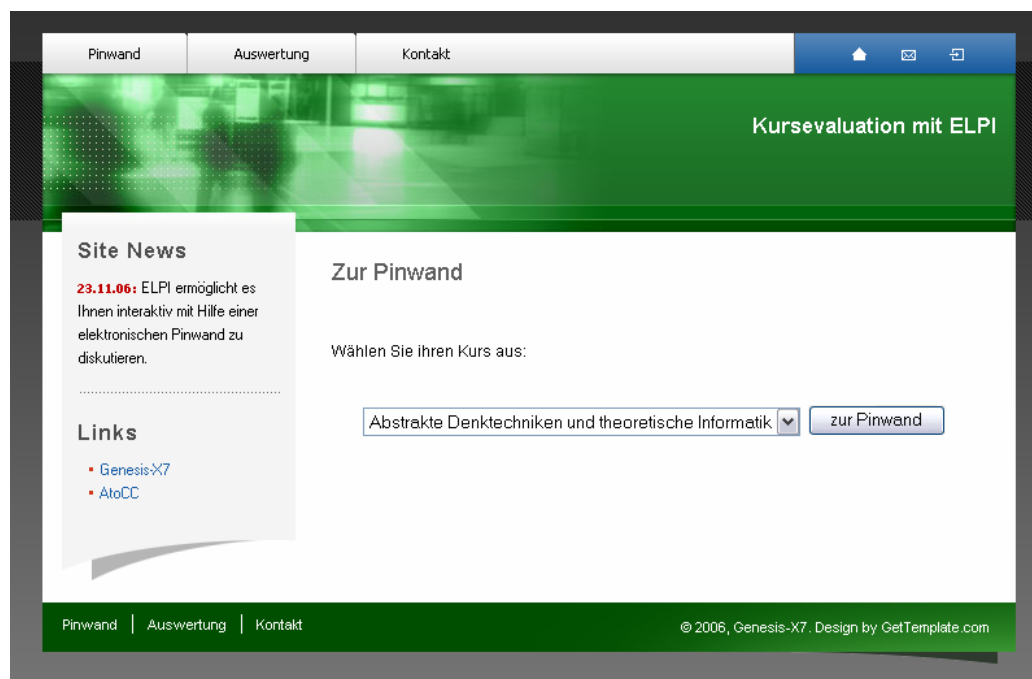 Pinwand Auswertung Kontakt
Kursevaluation mit ELPI
Site News
23.11.06: ELPI ermöglicht es
Ihnen interaktiv mit Hilfe einer
elektronischen Pinwand zu
diskutieren.
Links
Genesis-X7
AtoCC
Zur Pinwand
Wählen Sie ihren Kurs aus:
Abstrakte Denktechniken und theoretische Informatik zur Pinwand
Pinwand | Auswertung | Kontakt
© 2006, Genesis-X7. Design by GetTemplate.com